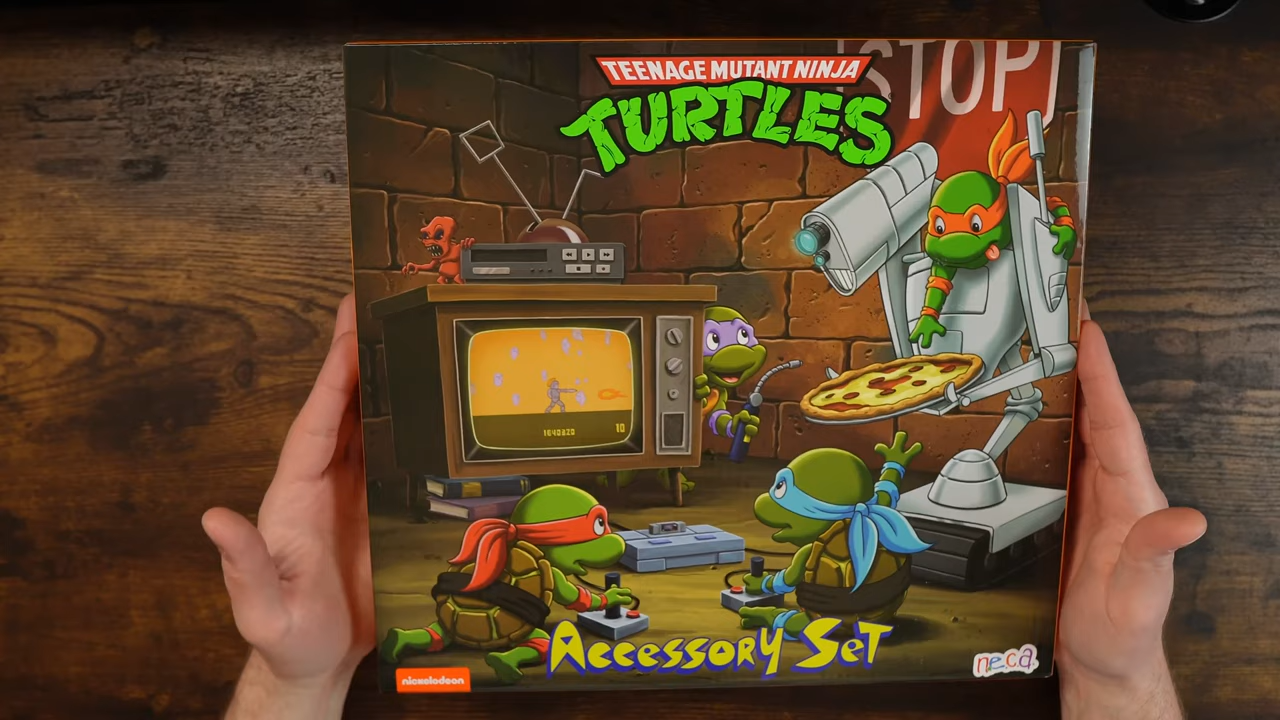 STOP
TEENAGE MUTANT NINJA
TURTLES
1640820
10
Accessory Set
nickelodeon
neca